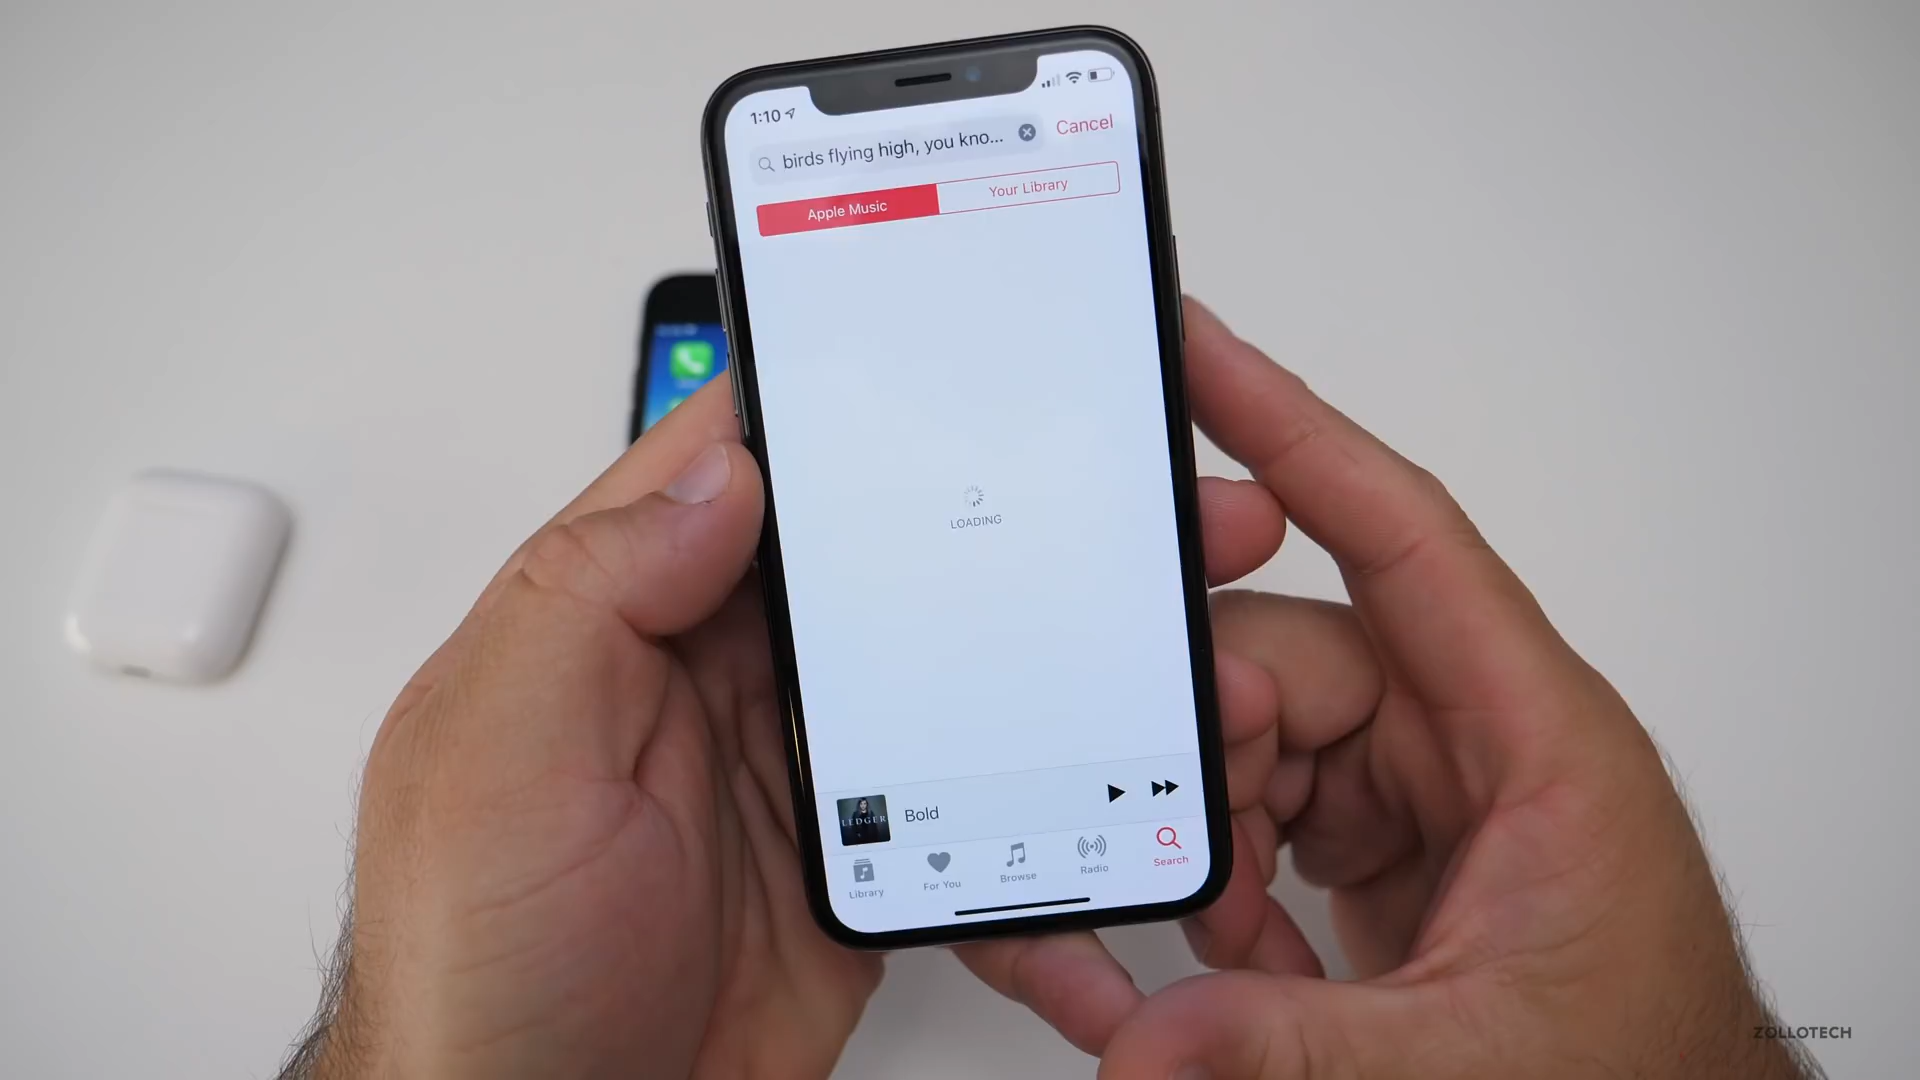 1:10
birds flying high, you kno...
Cancel
Apple Music
Your Library
LOADING
LEDGER
Bold
Library
For You
Browse
Radio
Search
ZOLLOTECH